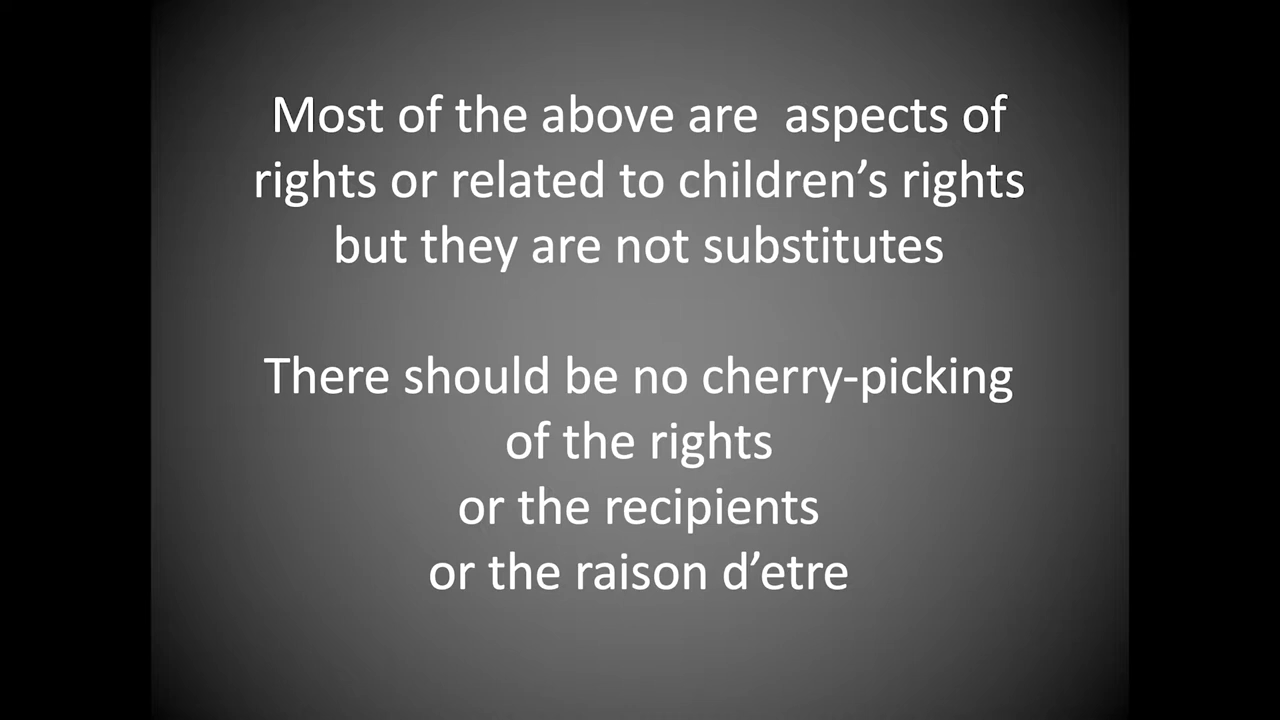 Most of the above are  aspects of
rights or related to children’s rights
but they are not substitutes
There should be no cherry-picking
of the rights
or the recipients
or the raison d’etre